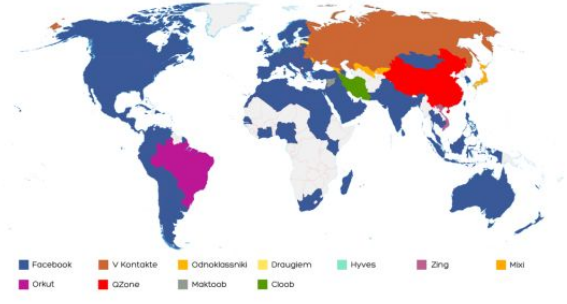 Facebook V Kontakte Odnoklassniki Draugiem Hyves Zing Mixi
Orkut QZone Maktoob Cloob